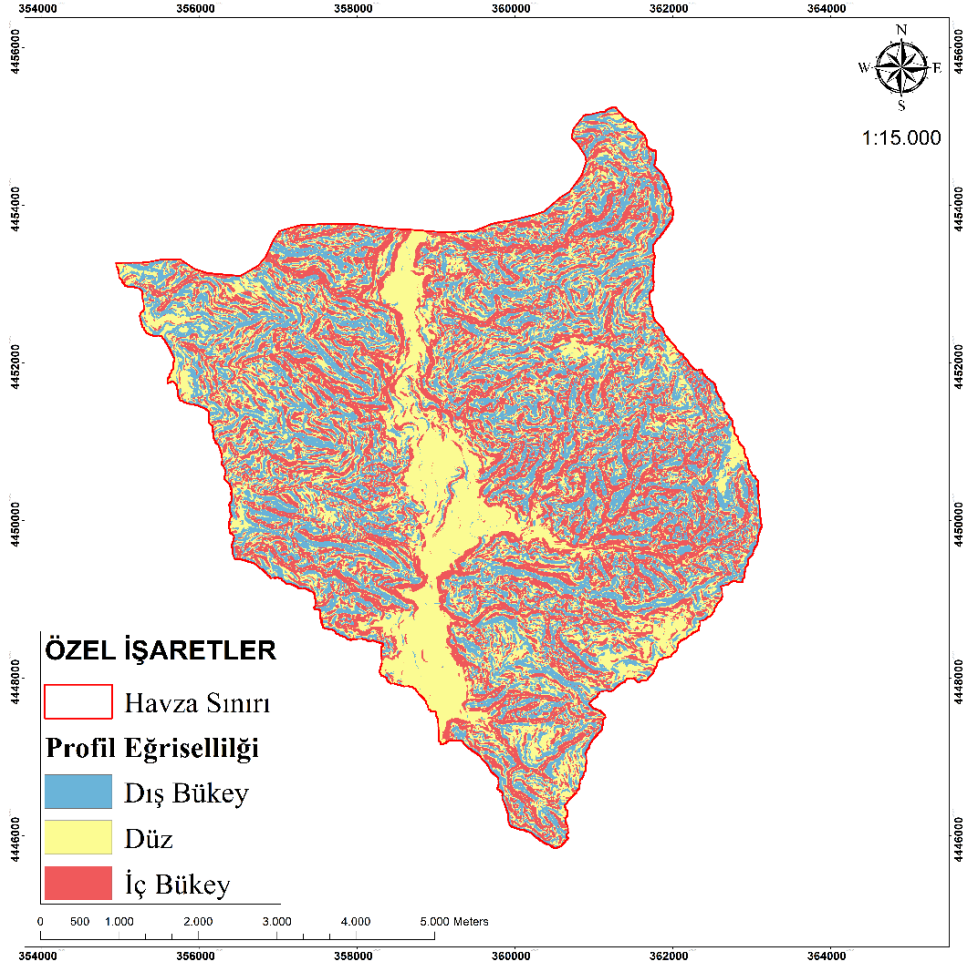 354000 356000 358000 360000 362000 364000
4456000 4456000
N
W E
S
1:15.000
4454000 4454000
4452000 4452000
4450000 4450000
4448000 4448000
4446000 4446000
ÖZEL İŞARETLER
Havza Sınırı
Profil Eğrisellilği
Dış Bükey
Düz
İç Bükey
0 500 1.000 2.000 3.000 4.000 5.000 Meters
354000 356000 358000 360000 362000 364000